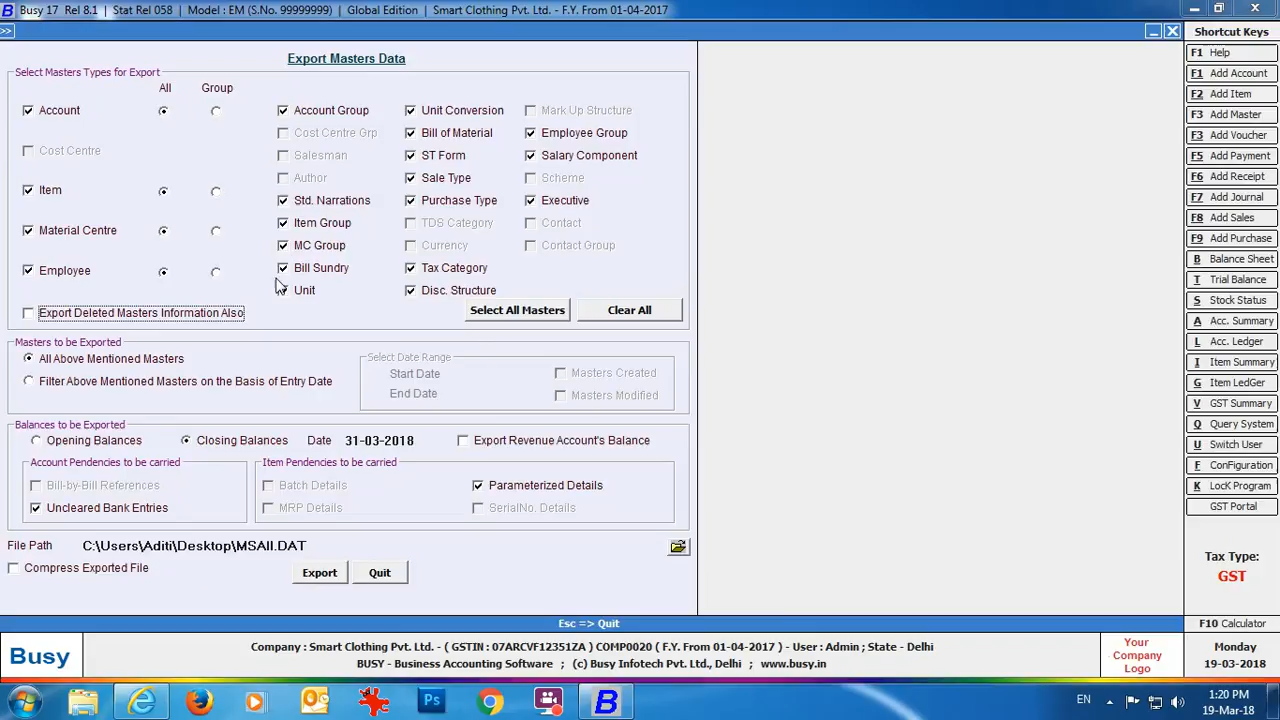 Busy 17 Rel 8.1 | Stat Rel 058 | Model : EM (S.No. 99999999) | Global Edition | Smart Clothing Pvt. Ltd. - F.Y. From 01-04-2017
>>
Export Masters Data
Select Masters Types for Export
All Group
Account Account Group Unit Conversion Mark Up Structure
Cost Centre Grp Bill of Material Employee Group
Cost Centre Salesman ST Form Salary Component
Author Sale Type Scheme
Item Std. Narrations Purchase Type Executive
Item Group TDS Category Contact
Material Centre MC Group Currency Contact Group
Employee Bill Sundry Tax Category
Unit Disc. Structure
Export Deleted Masters Information Also Select All Masters Clear All
Masters to be Exported
All Above Mentioned Masters
Filter Above Mentioned Masters on the Basis of Entry Date
Select Date Range
Start Date Masters Created
End Date Masters Modified
Balances to be Exported
Opening Balances Closing Balances Date 31-03-2018 Export Revenue Account's Balance
Account Pendencies to be carried Item Pendencies to be carried
Bill-by-Bill References Batch Details Parameterized Details
Uncleared Bank Entries MRP Details Serial No. Details
File Path C:\Users\Aditi\Desktop\MSAll.DAT
Compress Exported File Export Quit
Shortcut Keys
F1 Help
F1 Add Account
F2 Add Item
F3 Add Master
F3 Add Voucher
F5 Add Payment
F6 Add Receipt
F7 Add Journal
F8 Add Sales
F9 Add Purchase
B Balance Sheet
T Trial Balance
S Stock Status
A Acc. Summary
L Acc. Ledger
I Item Summary
G Item LedGer
V GST Summary
Q Query System
U Switch User
F ConFiguration
K LocK Program
GST Portal
Tax Type:
GST
Esc => Quit F10 Calculator
Busy
Company : Smart Clothing Pvt. Ltd. - ( GSTIN : 07ARCVF12351ZA ) COMP0020 ( F.Y. From 01-04-2017 ) - User : Admin ; State - Delhi
BUSY - Business Accounting Software ; (c) Busy Infotech Pvt. Ltd., Delhi ; www.busy.in
Your
Company
Logo
Monday
19-03-2018
Ps B EN 1:20 PM
19-Mar-18